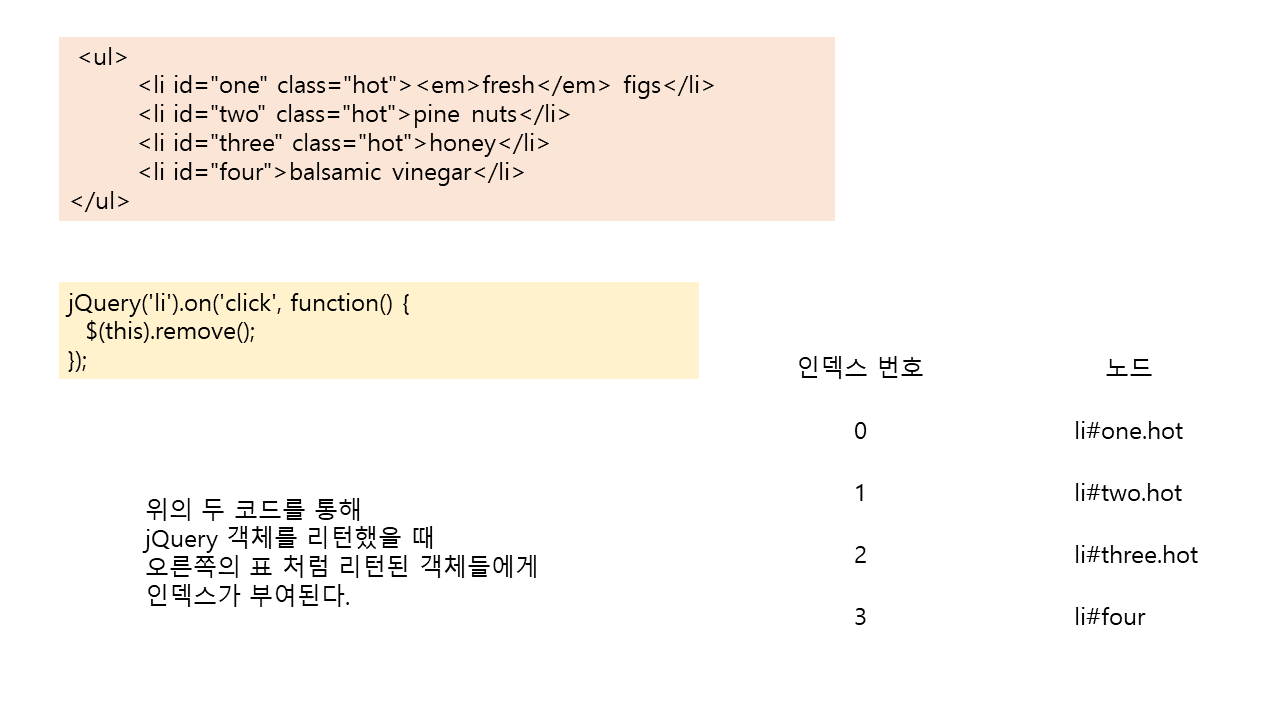 <ul>
<li id="one" class="hot"><em>fresh</em> figs</li>
<li id="two" class="hot">pine nuts</li>
<li id="three" class="hot">honey</li>
<li id="four">balsamic vinegar</li>
</ul>
jQuery('li').on('click', function() {
$(this).remove();
});
위의 두 코드를 통해
jQuery 객체를 리턴했을 때
오른쪽의 표 처럼 리턴된 객체들에게
인덱스가 부여된다.
인덱스 번호 노드
0 li#one.hot
1 li#two.hot
2 li#three.hot
3 li#four